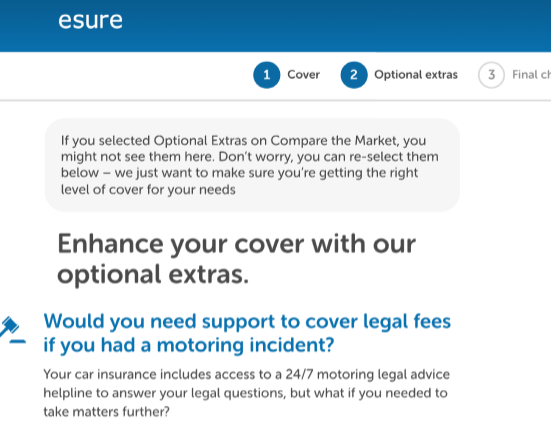 esure
1 Cover 2 Optional extras 3 Final
If you selected Optional Extras on Compare the Market, you
might not see them here. Don't worry, you can re-select them
below – we just want to make sure you're getting the right
level of cover for your needs
Enhance your cover with our
optional extras.
Would you need support to cover legal fees
if you had a motoring incident?
Your car insurance includes access to a 24/7 motoring legal advice
helpline to answer your legal questions, but what if you needed to
take matters further?